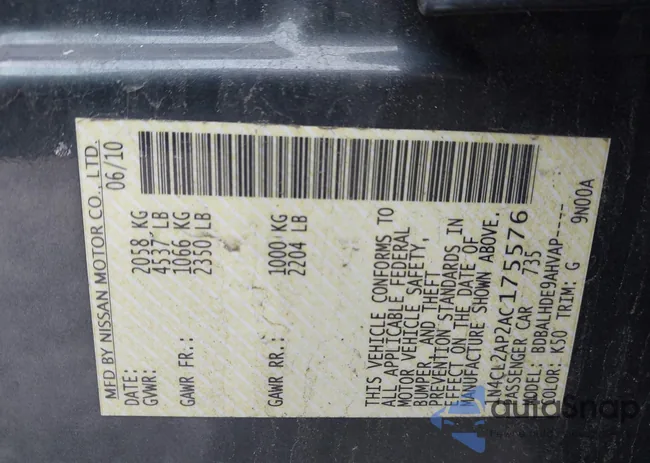 MFD BY NISSAN MOTOR CO., LTD.
DATE: 06/10
GVWR: 2058 KG
4537 LB
GAWR FR.: 1066 KG
2350 LB
GAWR RR.: 1000 KG
2204 LB
THIS VEHICLE CONFORMS TO
ALL APPLICABLE FEDERAL
MOTOR VEHICLE SAFETY,
BUMPER, AND THEFT
PREVENTION STANDARDS IN
EFFECT ON THE DATE OF
MANUFACTURE SHOWN ABOVE.
1N4CL2AP2AC175576
PASSENGER CAR 735
MODEL: BDBALHDE9AHVAP-----
COLOR: K50 TRIM: G 9N00A
autosnap